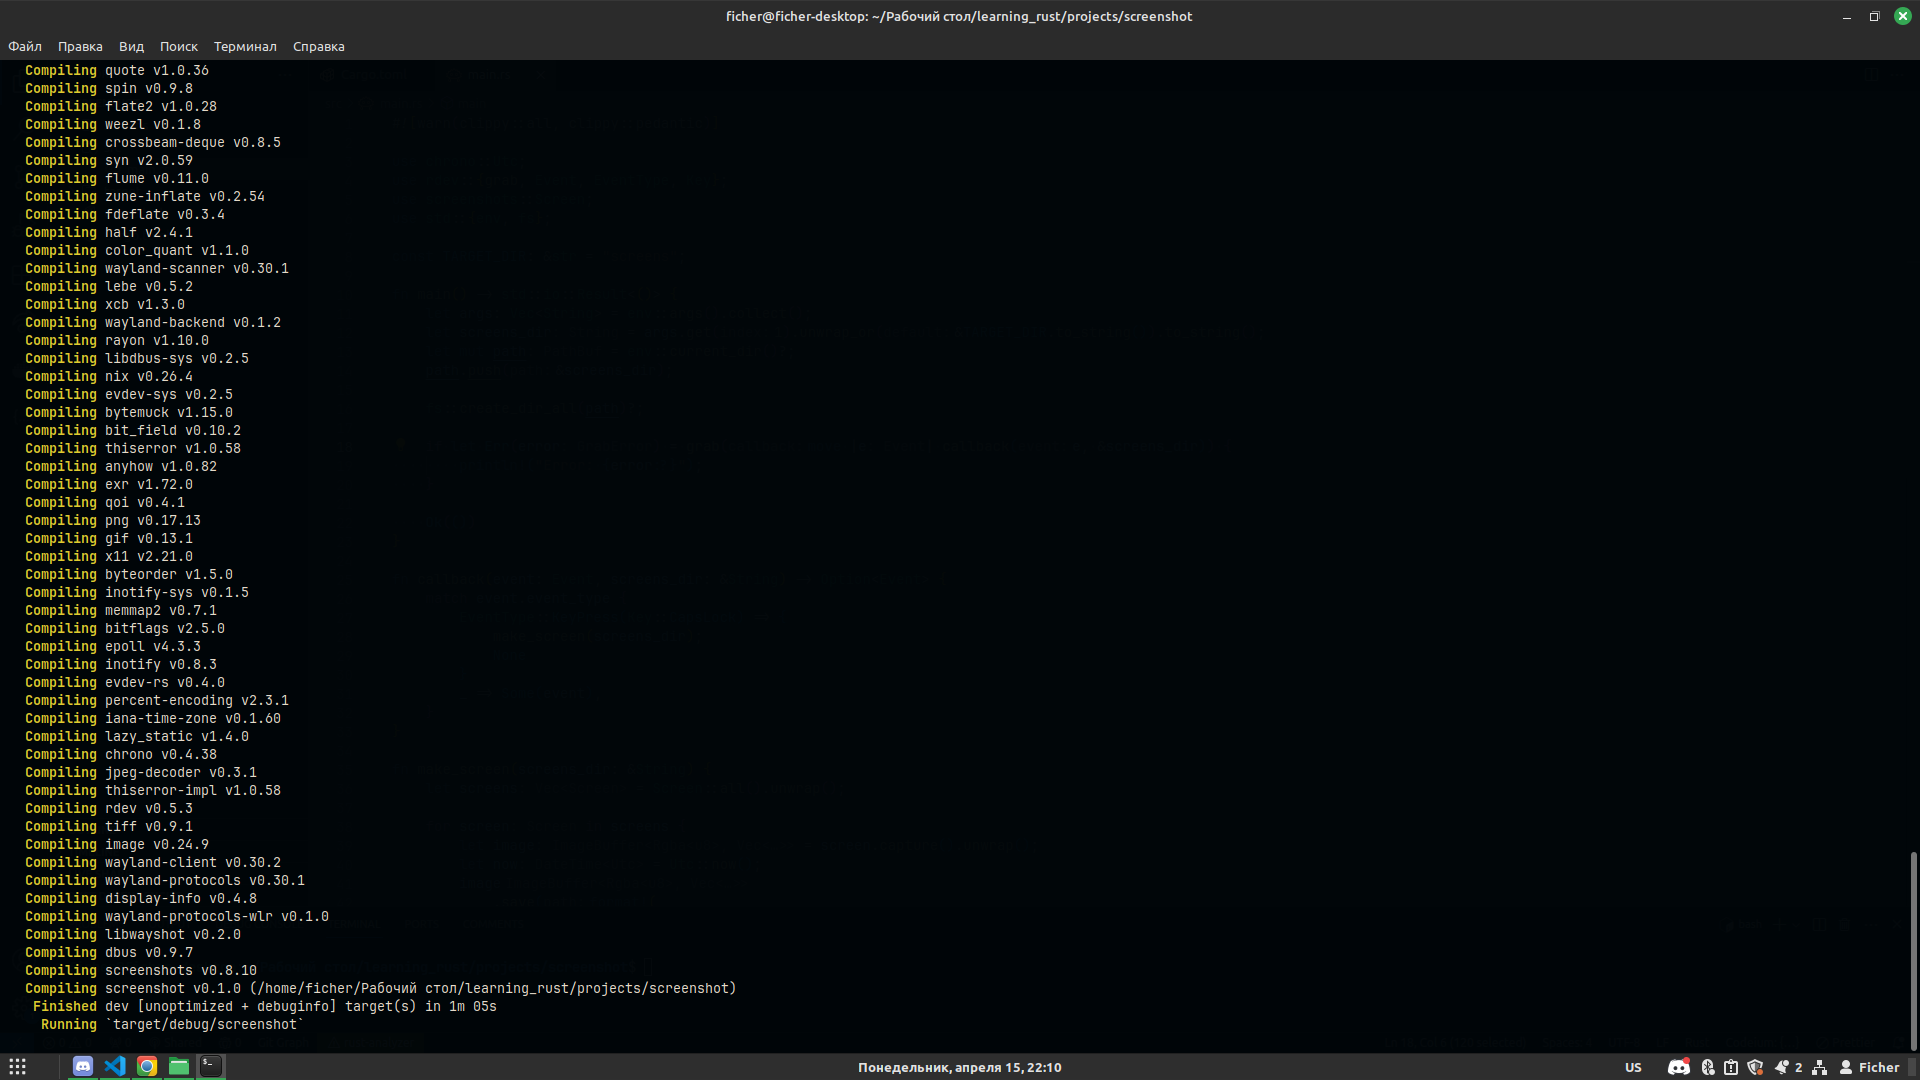 ficher@ficher-desktop: ~/Рабочий стол/learning_rust/projects/screenshot
Файл Правка Вид Поиск Терминал Справка
Compiling quote v1.0.36
Compiling spin v0.9.8
Compiling flate2 v1.0.28
Compiling weezl v0.1.8
Compiling crossbeam-deque v0.8.5
Compiling syn v2.0.59
Compiling flume v0.11.0
Compiling zune-inflate v0.2.54
Compiling fdeflate v0.3.4
Compiling half v2.4.1
Compiling color_quant v1.1.0
Compiling wayland-scanner v0.30.1
Compiling lebe v0.5.2
Compiling xcb v1.3.0
Compiling wayland-backend v0.1.2
Compiling rayon v1.10.0
Compiling libdbus-sys v0.2.5
Compiling nix v0.26.4
Compiling evdev-sys v0.2.5
Compiling bytemuck v1.15.0
Compiling bit_field v0.10.2
Compiling thiserror v1.0.58
Compiling anyhow v1.0.82
Compiling exr v1.72.0
Compiling qoi v0.4.1
Compiling png v0.17.13
Compiling gif v0.13.1
Compiling x11 v2.21.0
Compiling byteorder v1.5.0
Compiling inotify-sys v0.1.5
Compiling memmap2 v0.7.1
Compiling bitflags v2.5.0
Compiling epoll v4.3.3
Compiling inotify v0.8.3
Compiling evdev-rs v0.4.0
Compiling percent-encoding v2.3.1
Compiling iana-time-zone v0.1.60
Compiling lazy_static v1.4.0
Compiling chrono v0.4.38
Compiling jpeg-decoder v0.3.1
Compiling thiserror-impl v1.0.58
Compiling rdev v0.5.3
Compiling tiff v0.9.1
Compiling image v0.24.9
Compiling wayland-client v0.30.2
Compiling wayland-protocols v0.30.1
Compiling display-info v0.4.8
Compiling wayland-protocols-wlr v0.1.0
Compiling libwayshot v0.2.0
Compiling dbus v0.9.7
Compiling screenshots v0.8.10
Compiling screenshot v0.1.0 (/home/ficher/Рабочий стол/learning_rust/projects/screenshot)
Finished dev [unoptimized + debuginfo] target(s) in 1m 05s
Running `target/debug/screenshot`
Понедельник, апреля 15, 22:10 US 2 Ficher